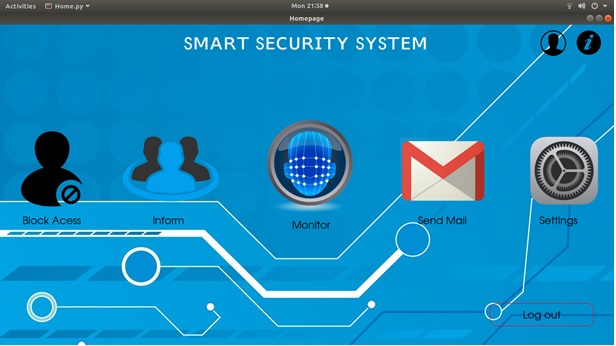 Activities Home.py Mon 21:58
Homepage
SMART SECURITY SYSTEM
Block Acess Inform Monitor Send Mail Settings
Log out